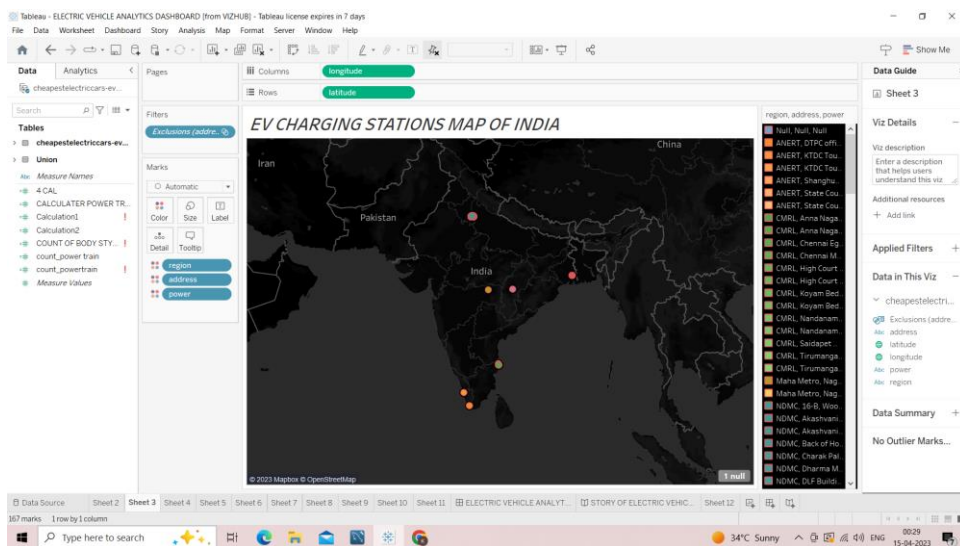 Tableau - ELECTRIC VEHICLE ANALYTICS DASHBOARD [from VIZHUB] - Tableau license expires in 7 days
File Data Worksheet Dashboard Story Analysis Map Format Server Window Help
Show Me
Data Analytics
cheapestelectriccars-ev...
Search
Tables
cheapestelectriccars-ev...
Union
Abc Measure Names
4 CAL
CALCULATER POWER TR...
Calculation1 !
Calculation2
COUNT OF BODY STY... !
count_power train
count_powertrain !
Measure Values
Pages
Filters
Exclusions (addre..
Marks
Automatic
Color Size Label
Detail Tooltip
region
address
power
Columns longitude
Rows latitude
EV CHARGING STATIONS MAP OF INDIA
Iran
China
Pakistan
India
© 2023 Mapbox © OpenStreetMap
1 null
region, address, power
Null, Null, Null
ANERT, DTPC offi..
ANERT, KTDC Tou..
ANERT, KTDC Tou..
ANERT, Shanghu..
ANERT, State Cou..
ANERT, State Cou..
CMRL, Anna Naga..
CMRL, Anna Naga..
CMRL, Chennai Eg..
CMRL, Chennai M..
CMRL, High Court ..
CMRL, High Court ..
CMRL, Koyam Bed..
CMRL, Koyam Bed..
CMRL, Nandanam..
CMRL, Nandanam..
CMRL, Saidapet ..
CMRL, Tirumanga..
CMRL, Tirumanga..
Maha Metro, Nag..
Maha Metro, Nag..
NDMC, 16-B, Woo..
NDMC, Akashvani..
NDMC, Akashvani..
NDMC, Back of Ho..
NDMC, Charak Pal..
NDMC, Dharma M..
NDMC, DLF Buildi..
Data Guide
Sheet 3
Viz Details
Viz description
Enter a description
that helps users
understand this viz
Additional resources
+ Add link
Applied Filters
Data in This Viz
cheapestelectri...
Exclusions (addre...
Abc address
latitude
longitude
Abc power
Abc region
Data Summary
No Outlier Marks...
Data Source Sheet 2 Sheet 3 Sheet 4 Sheet 5 Sheet 6 Sheet 7 Sheet 8 Sheet 9 Sheet 10 Sheet 11 ELECTRIC VEHICLE ANALYT... STORY OF ELECTRIC VEHIC... Sheet 12
167 marks 1 row by 1 column
Type here to search
34°C Sunny
ENG
00:29
15-04-2023